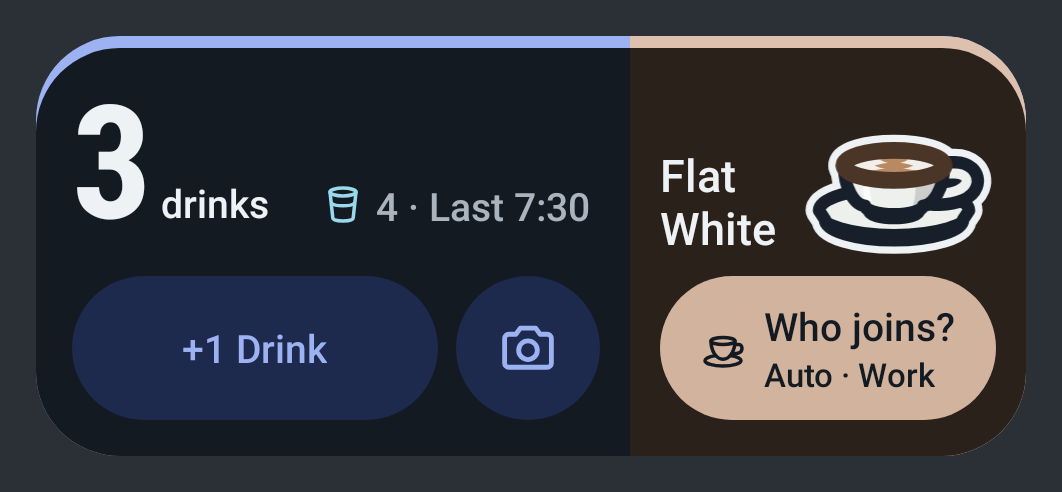 3 drinks
4 · Last 7:30
+1 Drink
Flat
White
Who joins?
Auto · Work